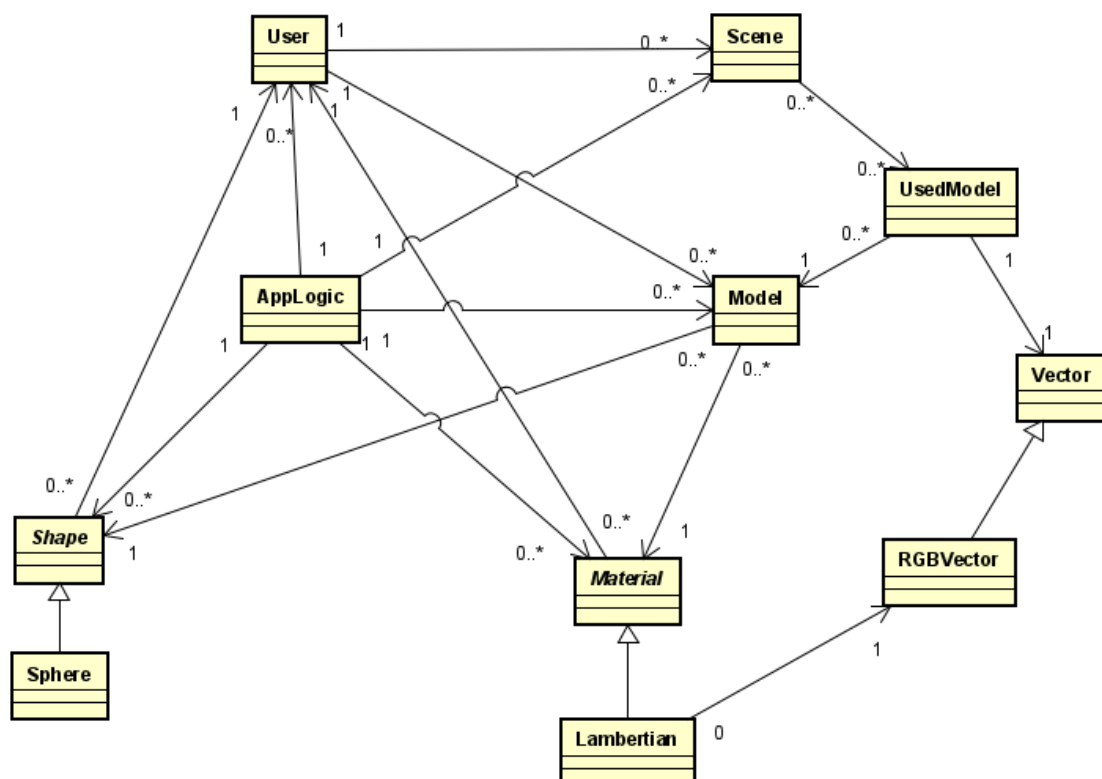 User
Scene
1
0..*
1
0..*
0..*
1
0..*
1
0..*
UsedModel
1
1
0..*
0..*
1
1
AppLogic
0..*
Model
1
1
1
0..*
0..*
1
Vector
0..*
0..*
0..*
Shape
1
0..*
1
RGBVector
Material
1
Sphere
Lambertian
0